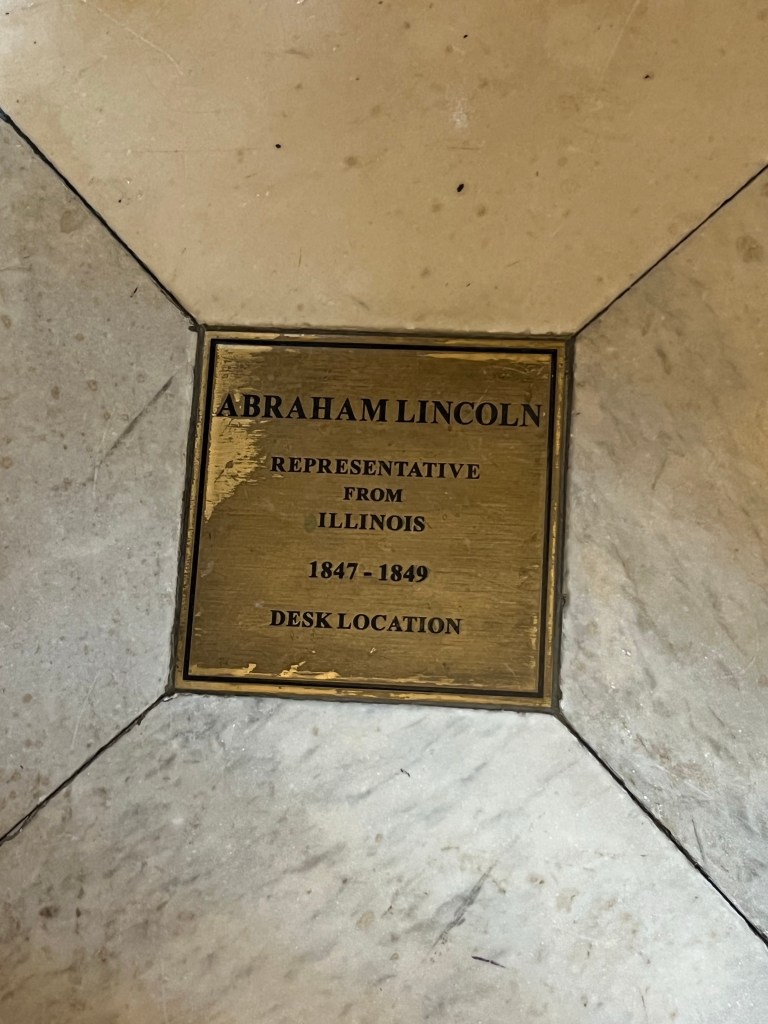 ABRAHAM LINCOLN
REPRESENTATIVE
FROM
ILLINOIS
1847 - 1849
DESK LOCATION